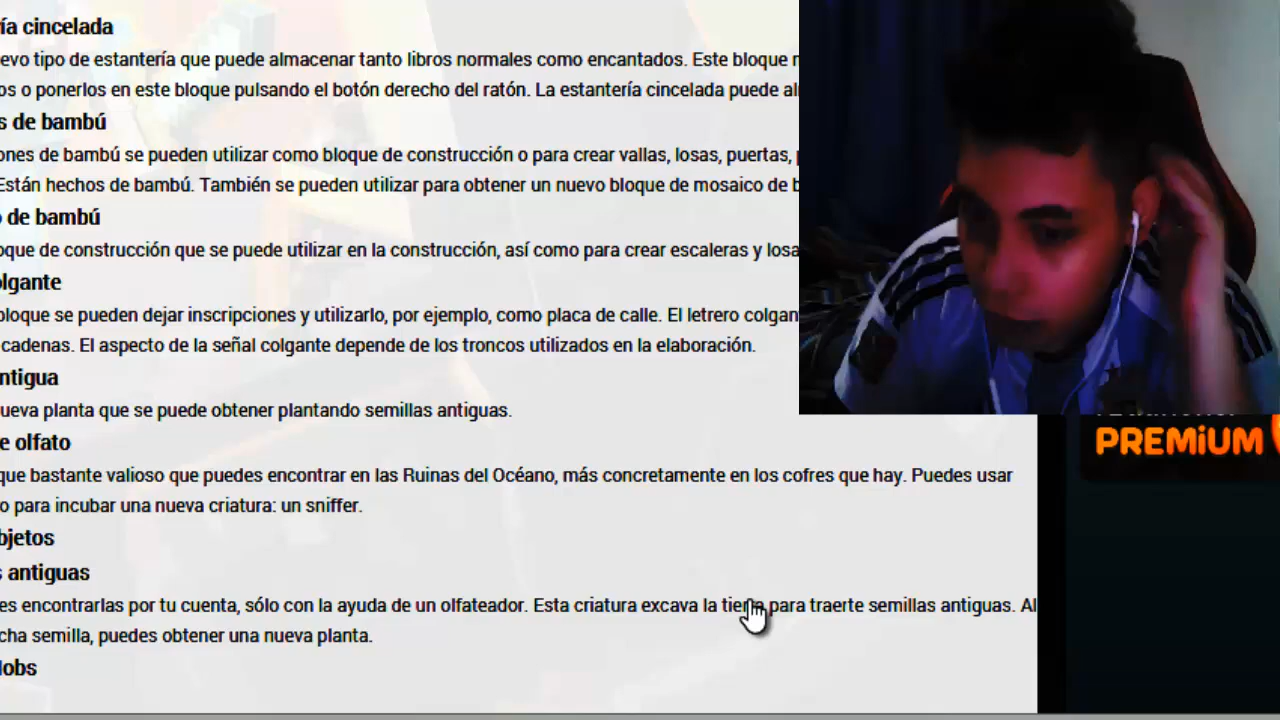 ía cincelada
evo tipo de estantería que puede almacenar tanto libros normales como encantados. Este bloque
os o ponerlos en este bloque pulsando el botón derecho del ratón. La estantería cincelada puede al
s de bambú
ones de bambú se pueden utilizar como bloque de construcción o para crear vallas, losas, puertas,
Están hechos de bambú. También se pueden utilizar para obtener un nuevo bloque de mosaico de b
o de bambú
oque de construcción que se puede utilizar en la construcción, así como para crear escaleras y losa
olgante
bloque se pueden dejar inscripciones y utilizarlo, por ejemplo, como placa de calle. El letrero colgan
cadenas. El aspecto de la señal colgante depende de los troncos utilizados en la elaboración.
ntigua
ueva planta que se puede obtener plantando semillas antiguas.
e olfato
que bastante valioso que puedes encontrar en las Ruinas del Océano, más concretamente en los cofres que hay. Puedes usar
o para incubar una nueva criatura: un sniffer.
bjetos
s antiguas
es encontrarlas por tu cuenta, sólo con la ayuda de un olfateador. Esta criatura excava la tierra para traerte semillas antiguas. Al
cha semilla, puedes obtener una nueva planta.
lobs
PREMiUM